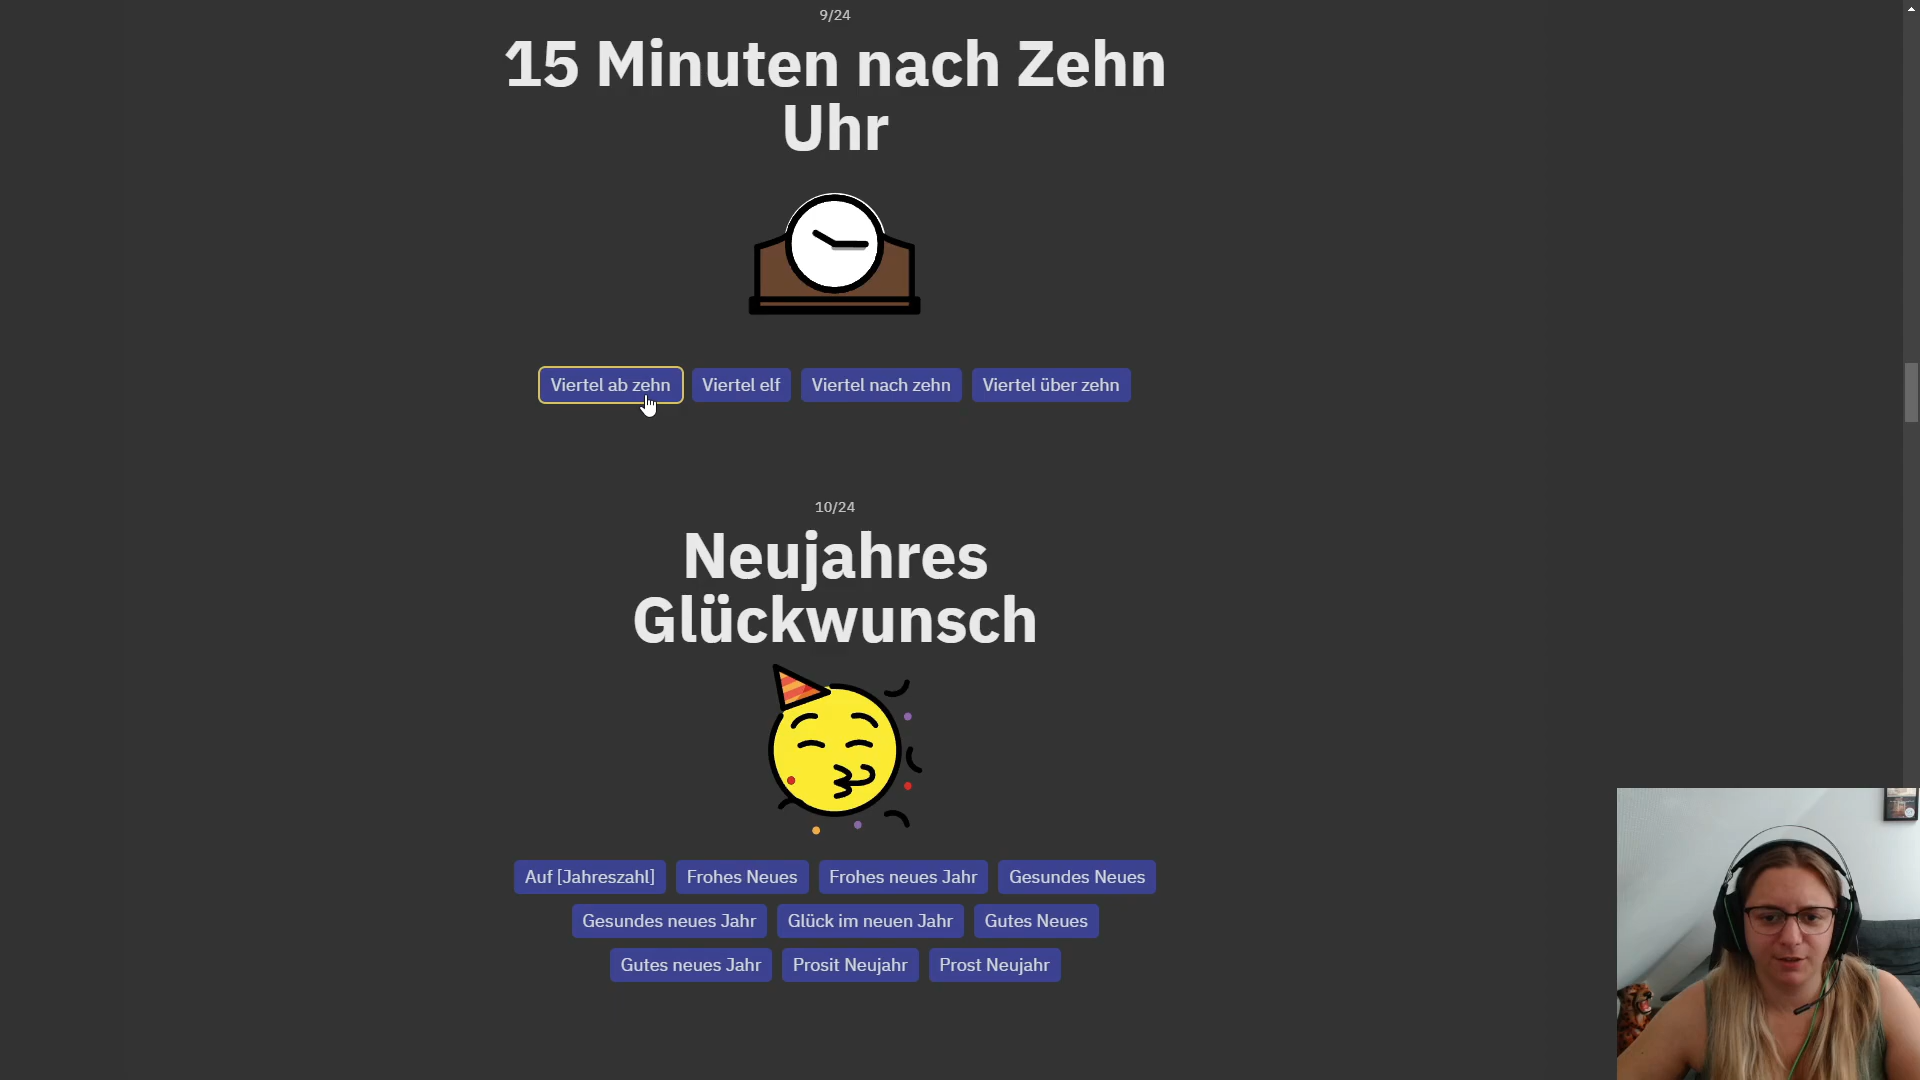 9/24
15 Minuten nach Zehn
Uhr
Viertel ab zehn Viertel elf Viertel nach zehn Viertel über zehn
10/24
Neujahres
Glückwunsch
Auf [Jahreszahl] Frohes Neues Frohes neues Jahr Gesundes Neues
Gesundes neues Jahr Glück im neuen Jahr Gutes Neues
Gutes neues Jahr Prosit Neujahr Prost Neujahr